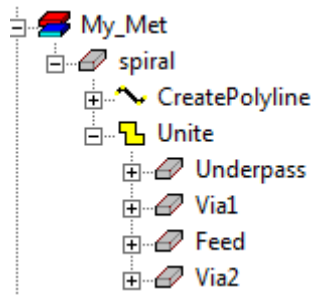 My_Met
spiral
CreatePolyline
Unite
Underpass
Via1
Feed
Via2